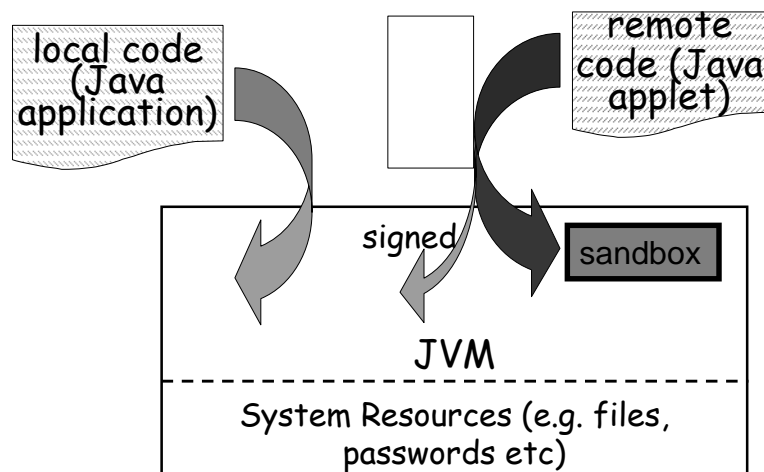 local code
(Java
application)
remote
code (Java
applet)
signed
sandbox
JVM
System Resources (e.g. files,
passwords etc)